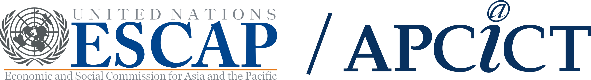 UNITED NATIONS
ESCAP
Economic and Social Commission for Asia and the Pacific
/ APCiCT